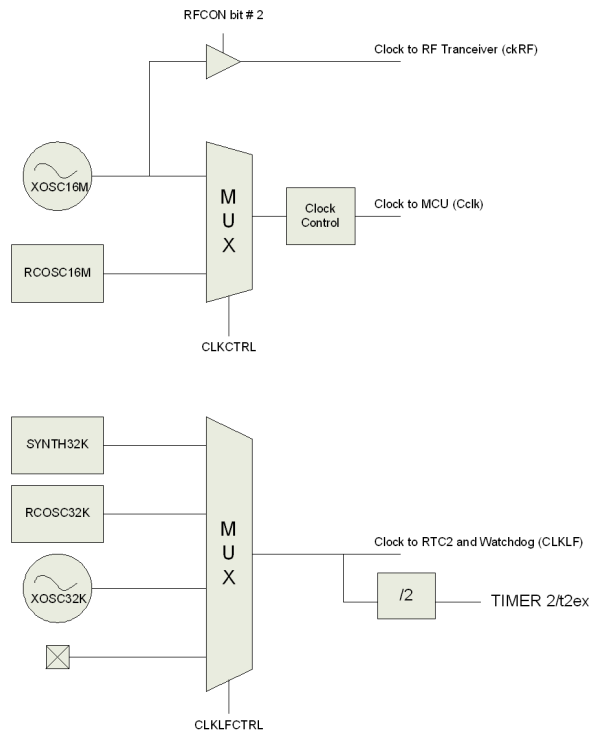 RFCON bit # 2
Clock to RF Tranceiver (ckRF)
XOSC16M
M
U
X
Clock
Control
Clock to MCU (Cclk)
RCOSC16M
CLKCTRL
SYNTH32K
RCOSC32K
M
U
X
Clock to RTC2 and Watchdog (CLKLF)
XOSC32K
/2
TIMER 2/t2ex
CLKLFCTRL